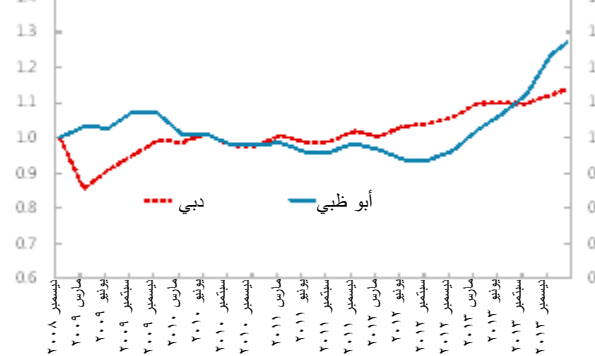 1.3
1.2
1.1
1.0
0.9
0.8
0.7
0.6
دبي
أبو ظبي
ديسمبر ٢٠٠٨
مارس ٢٠٠٩
يونيو ٢٠٠٩
سبتمبر ٢٠٠٩
ديسمبر ٢٠٠٩
مارس ٢٠١٠
يونيو ٢٠١٠
سبتمبر ٢٠١٠
ديسمبر ٢٠١٠
مارس ٢٠١١
يونيو ٢٠١١
سبتمبر ٢٠١١
ديسمبر ٢٠١١
مارس ٢٠١٢
يونيو ٢٠١٢
سبتمبر ٢٠١٢
ديسمبر ٢٠١٢
مارس ٢٠١٣
يونيو ٢٠١٣
سبتمبر ٢٠١٣
ديسمبر ٢٠١٣